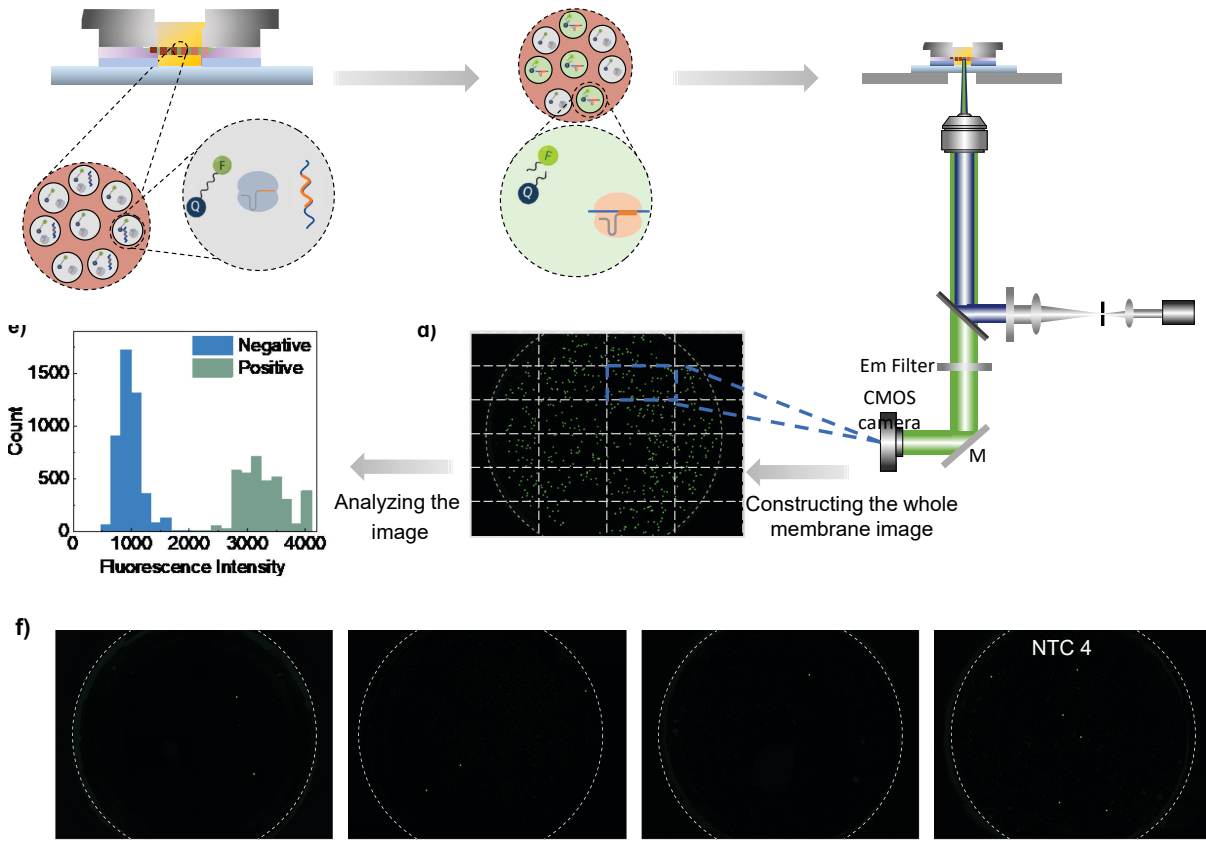 F
Q
F
Q
Em Filter
CMOS
camera
M
d)
Constructing the whole
membrane image
Analyzing the
image
e)
Negative
Positive
Count
1500
1000
500
0
0
1000
2000
3000
4000
Fluorescence Intensity
f)
NTC 4